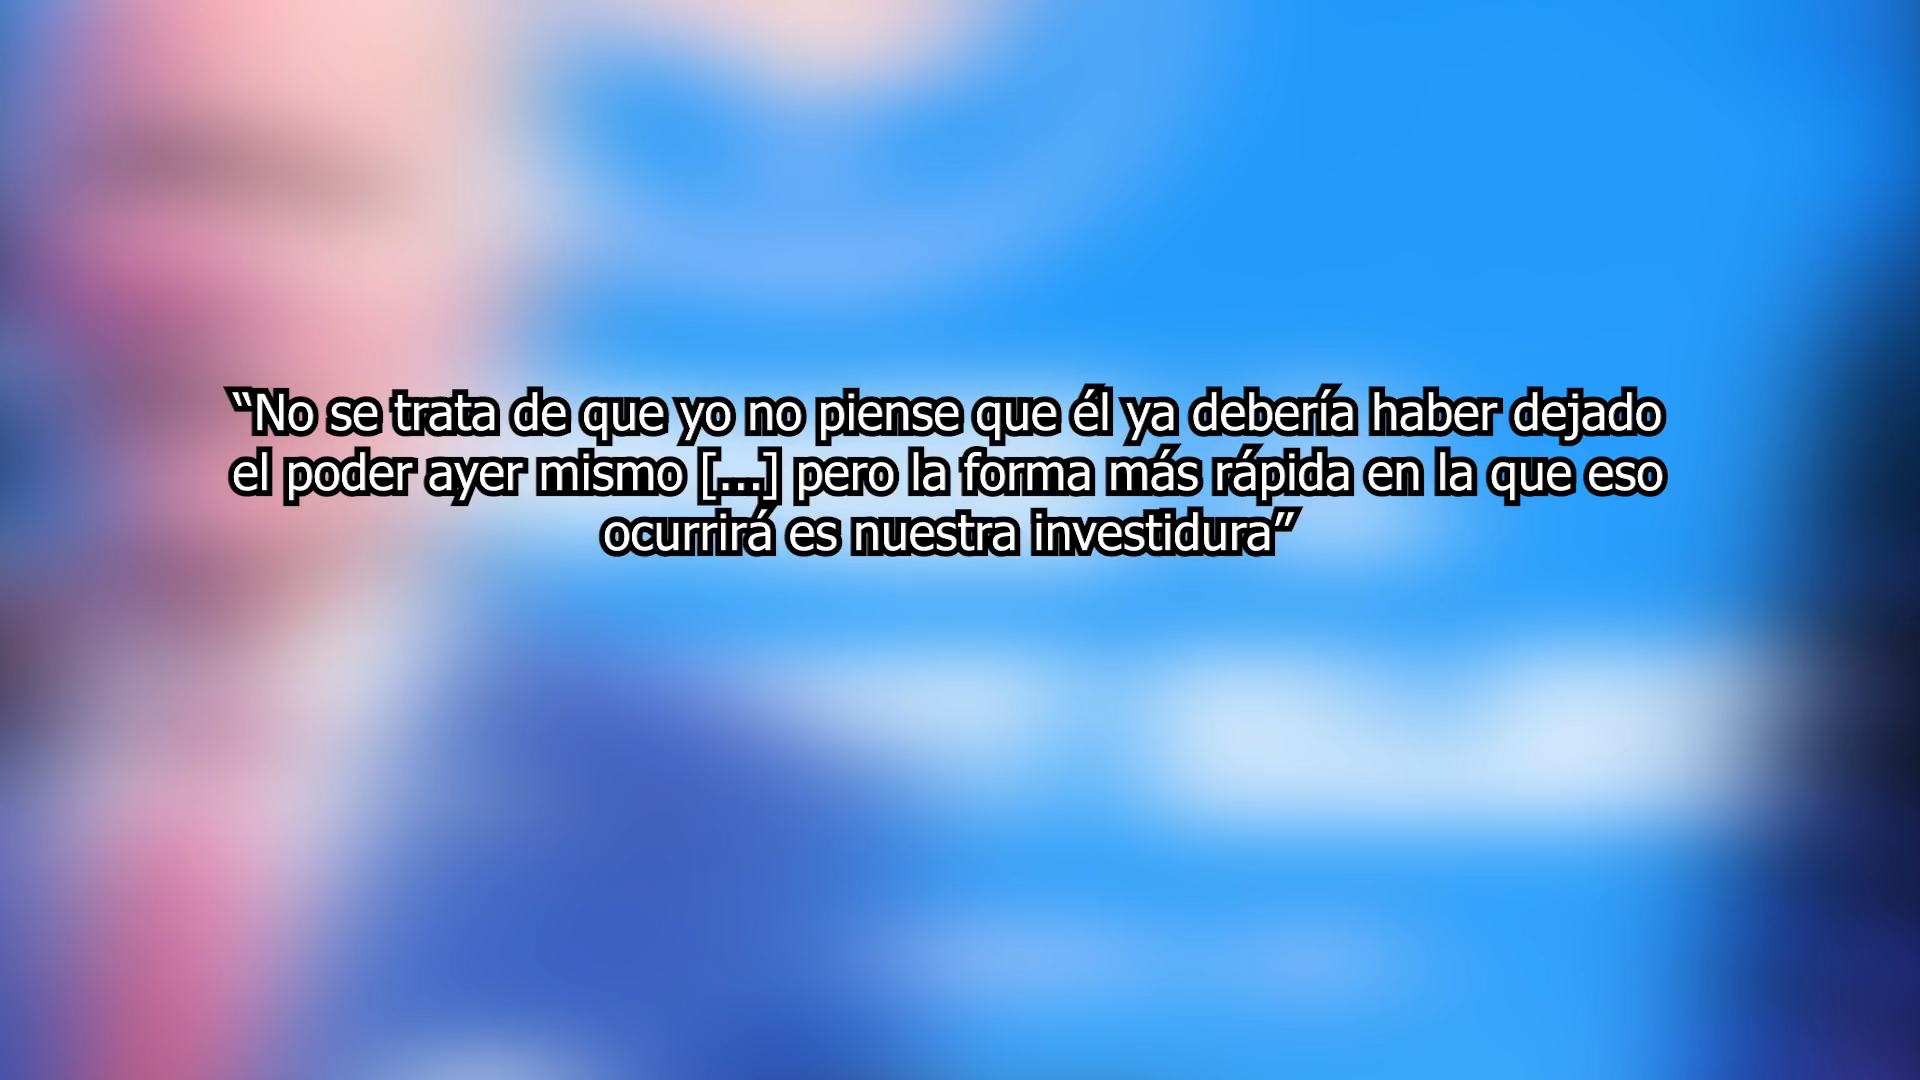 “No se trata de que yo no piense que él ya debería haber dejado
el poder ayer mismo [...] pero la forma más rápida en la que eso
ocurrirá es nuestra investidura”